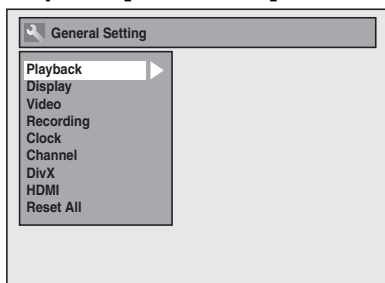 General Setting
Playback
Display
Video
Recording
Clock
Channel
DivX
HDMI
Reset All